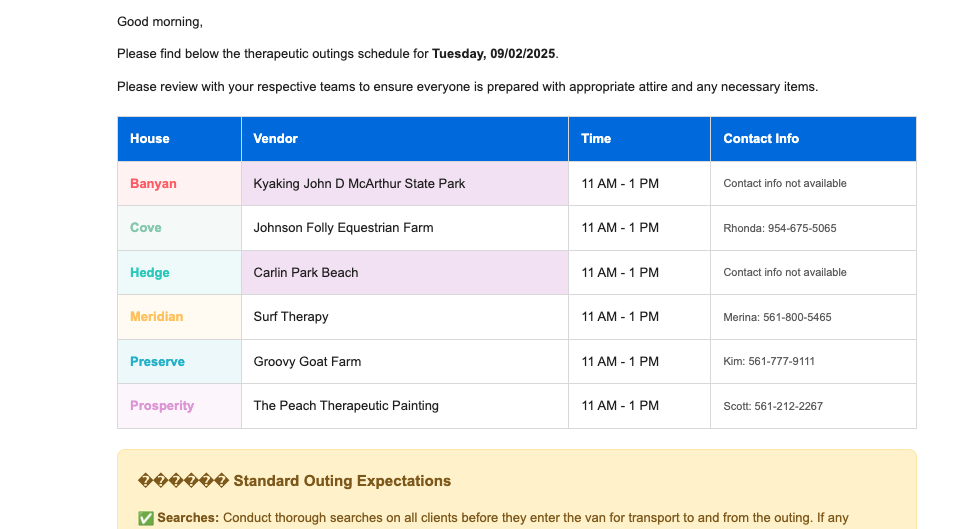 Good morning,
Please find below the therapeutic outings schedule for Tuesday, 09/02/2025.
Please review with your respective teams to ensure everyone is prepared with appropriate attire and any necessary items.
House Vendor Time Contact Info
Banyan Kyaking John D McArthur State Park 11 AM - 1 PM Contact info not available
Cove Johnson Folly Equestrian Farm 11 AM - 1 PM Rhonda: 954-675-5065
Hedge Carlin Park Beach 11 AM - 1 PM Contact info not available
Meridian Surf Therapy 11 AM - 1 PM Merina: 561-800-5465
Preserve Groovy Goat Farm 11 AM - 1 PM Kim: 561-777-9111
Prosperity The Peach Therapeutic Painting 11 AM - 1 PM Scott: 561-212-2267
������ Standard Outing Expectations
✅ Searches: Conduct thorough searches on all clients before they enter the van for transport to and from the outing. If any